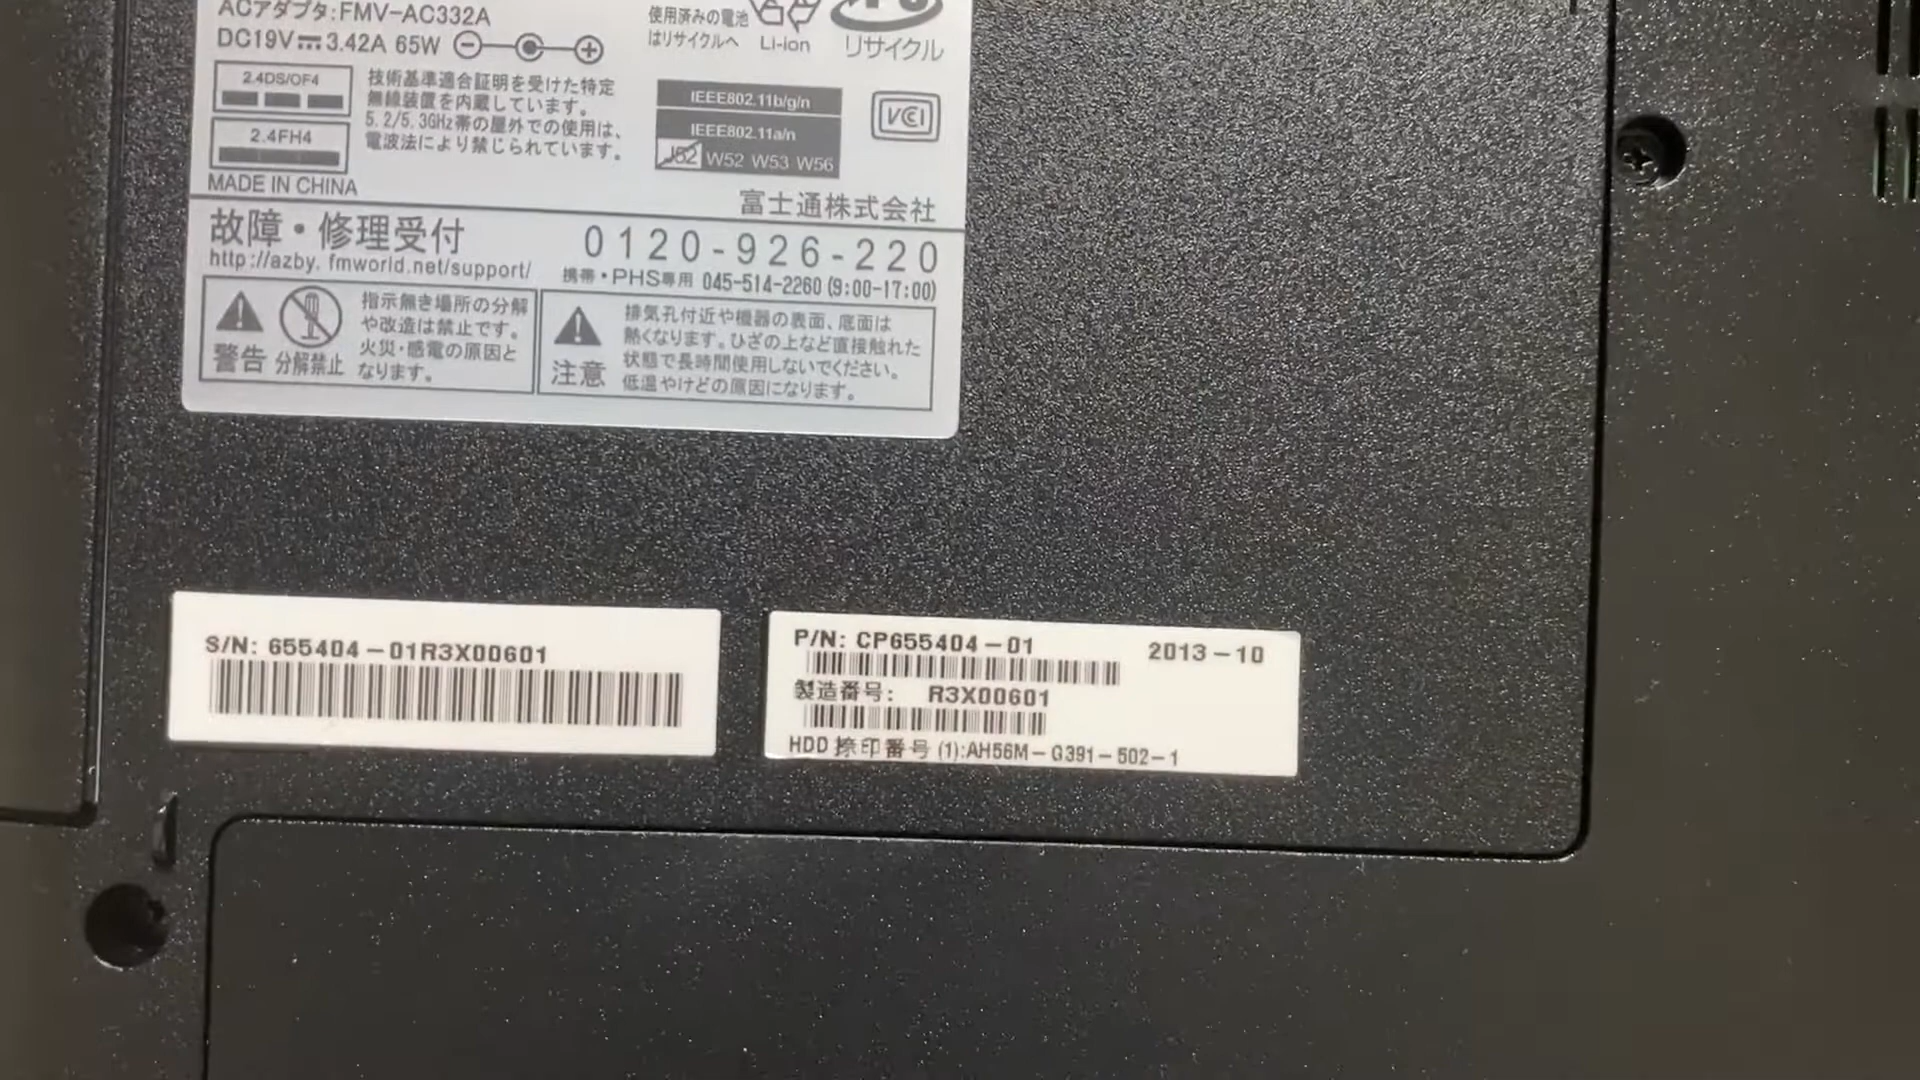 ACアダプタ:FMV-AC332A
DC19V 3.42A 65W
使用済みの電池
はリサイクルへ
Li-ion
リサイクル
2.4DS/OF4
2.4FH4
技術基準適合証明を受けた特定
無線装置を内蔵しています。
5.2/5.3GHz帯の屋外での使用は、
電波法により禁じられています。
IEEE802.11b/g/n
IEEE802.11a/n
J52 W52 W53 W56
VCI
MADE IN CHINA
富士通株式会社
故障・修理受付
http://azby.fmworld.net/support/
0120-926-220
携帯・PHS専用 045-514-2260 (9:00-17:00)
警告
分解禁止
指示無き場所の分解
や改造は禁止です。
火災・感電の原因と
なります。
注意
排気孔付近や機器の表面、底面は
熱くなります。ひざの上など直接触れた
状態で長時間使用しないでください。
低温やけどの原因になります。
S/N: 655404-01R3X00601
P/N: CP655404-01
2013-10
製造番号: R3X00601
HDD 捺印番号 (1):AH56M-G391-502-1